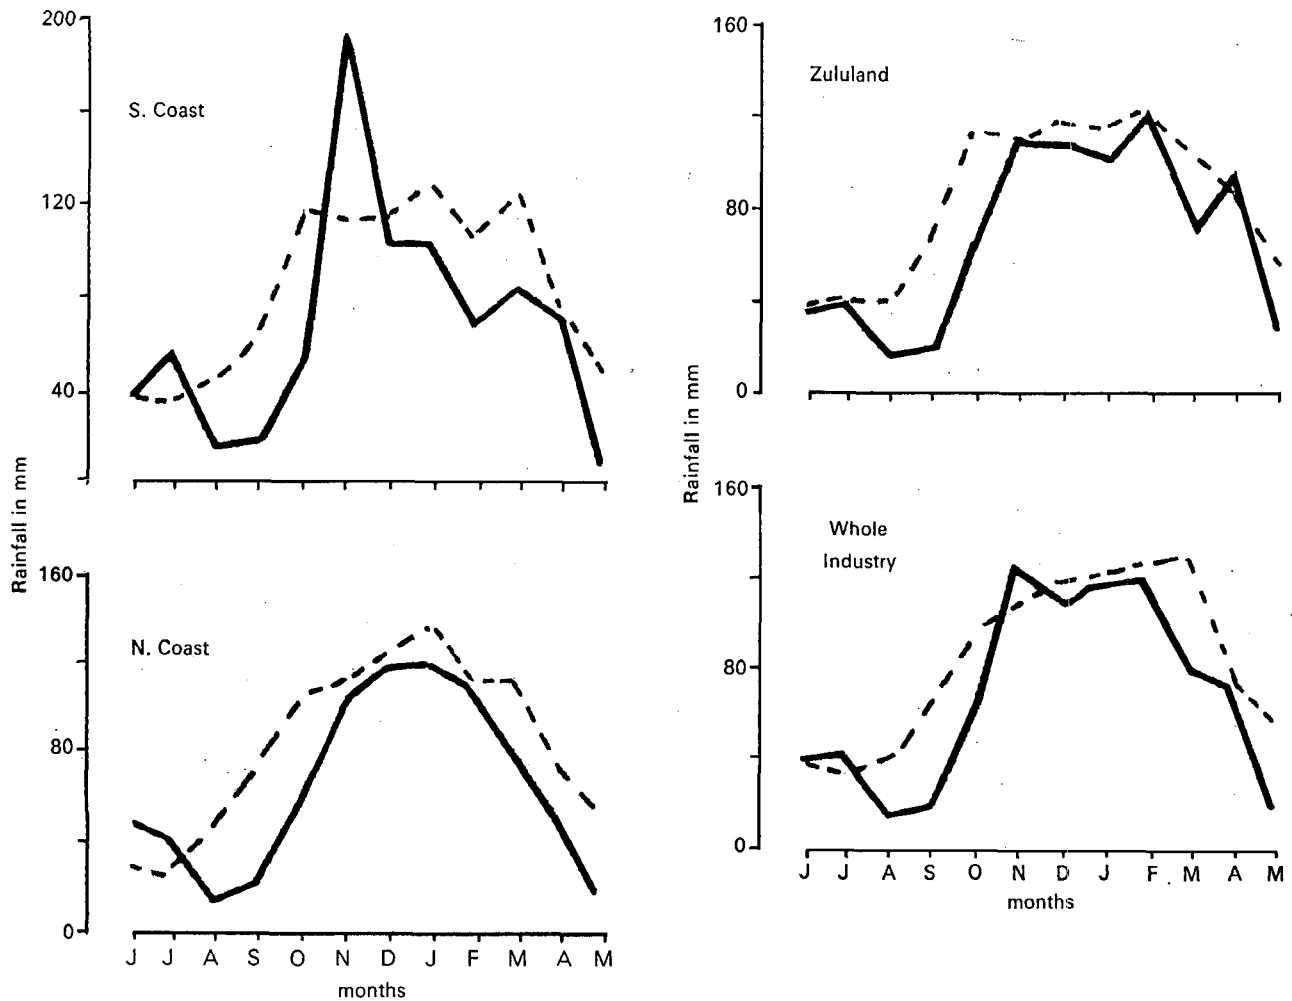 200
S. Coast
120
40
Rainfall in mm
160
N. Coast
80
0
J J A S O N D J F M A M
months
160
Zululand
80
0
Rainfall in mm
160
Whole
Industry
80
0
J J A S O N D J F M A M
months